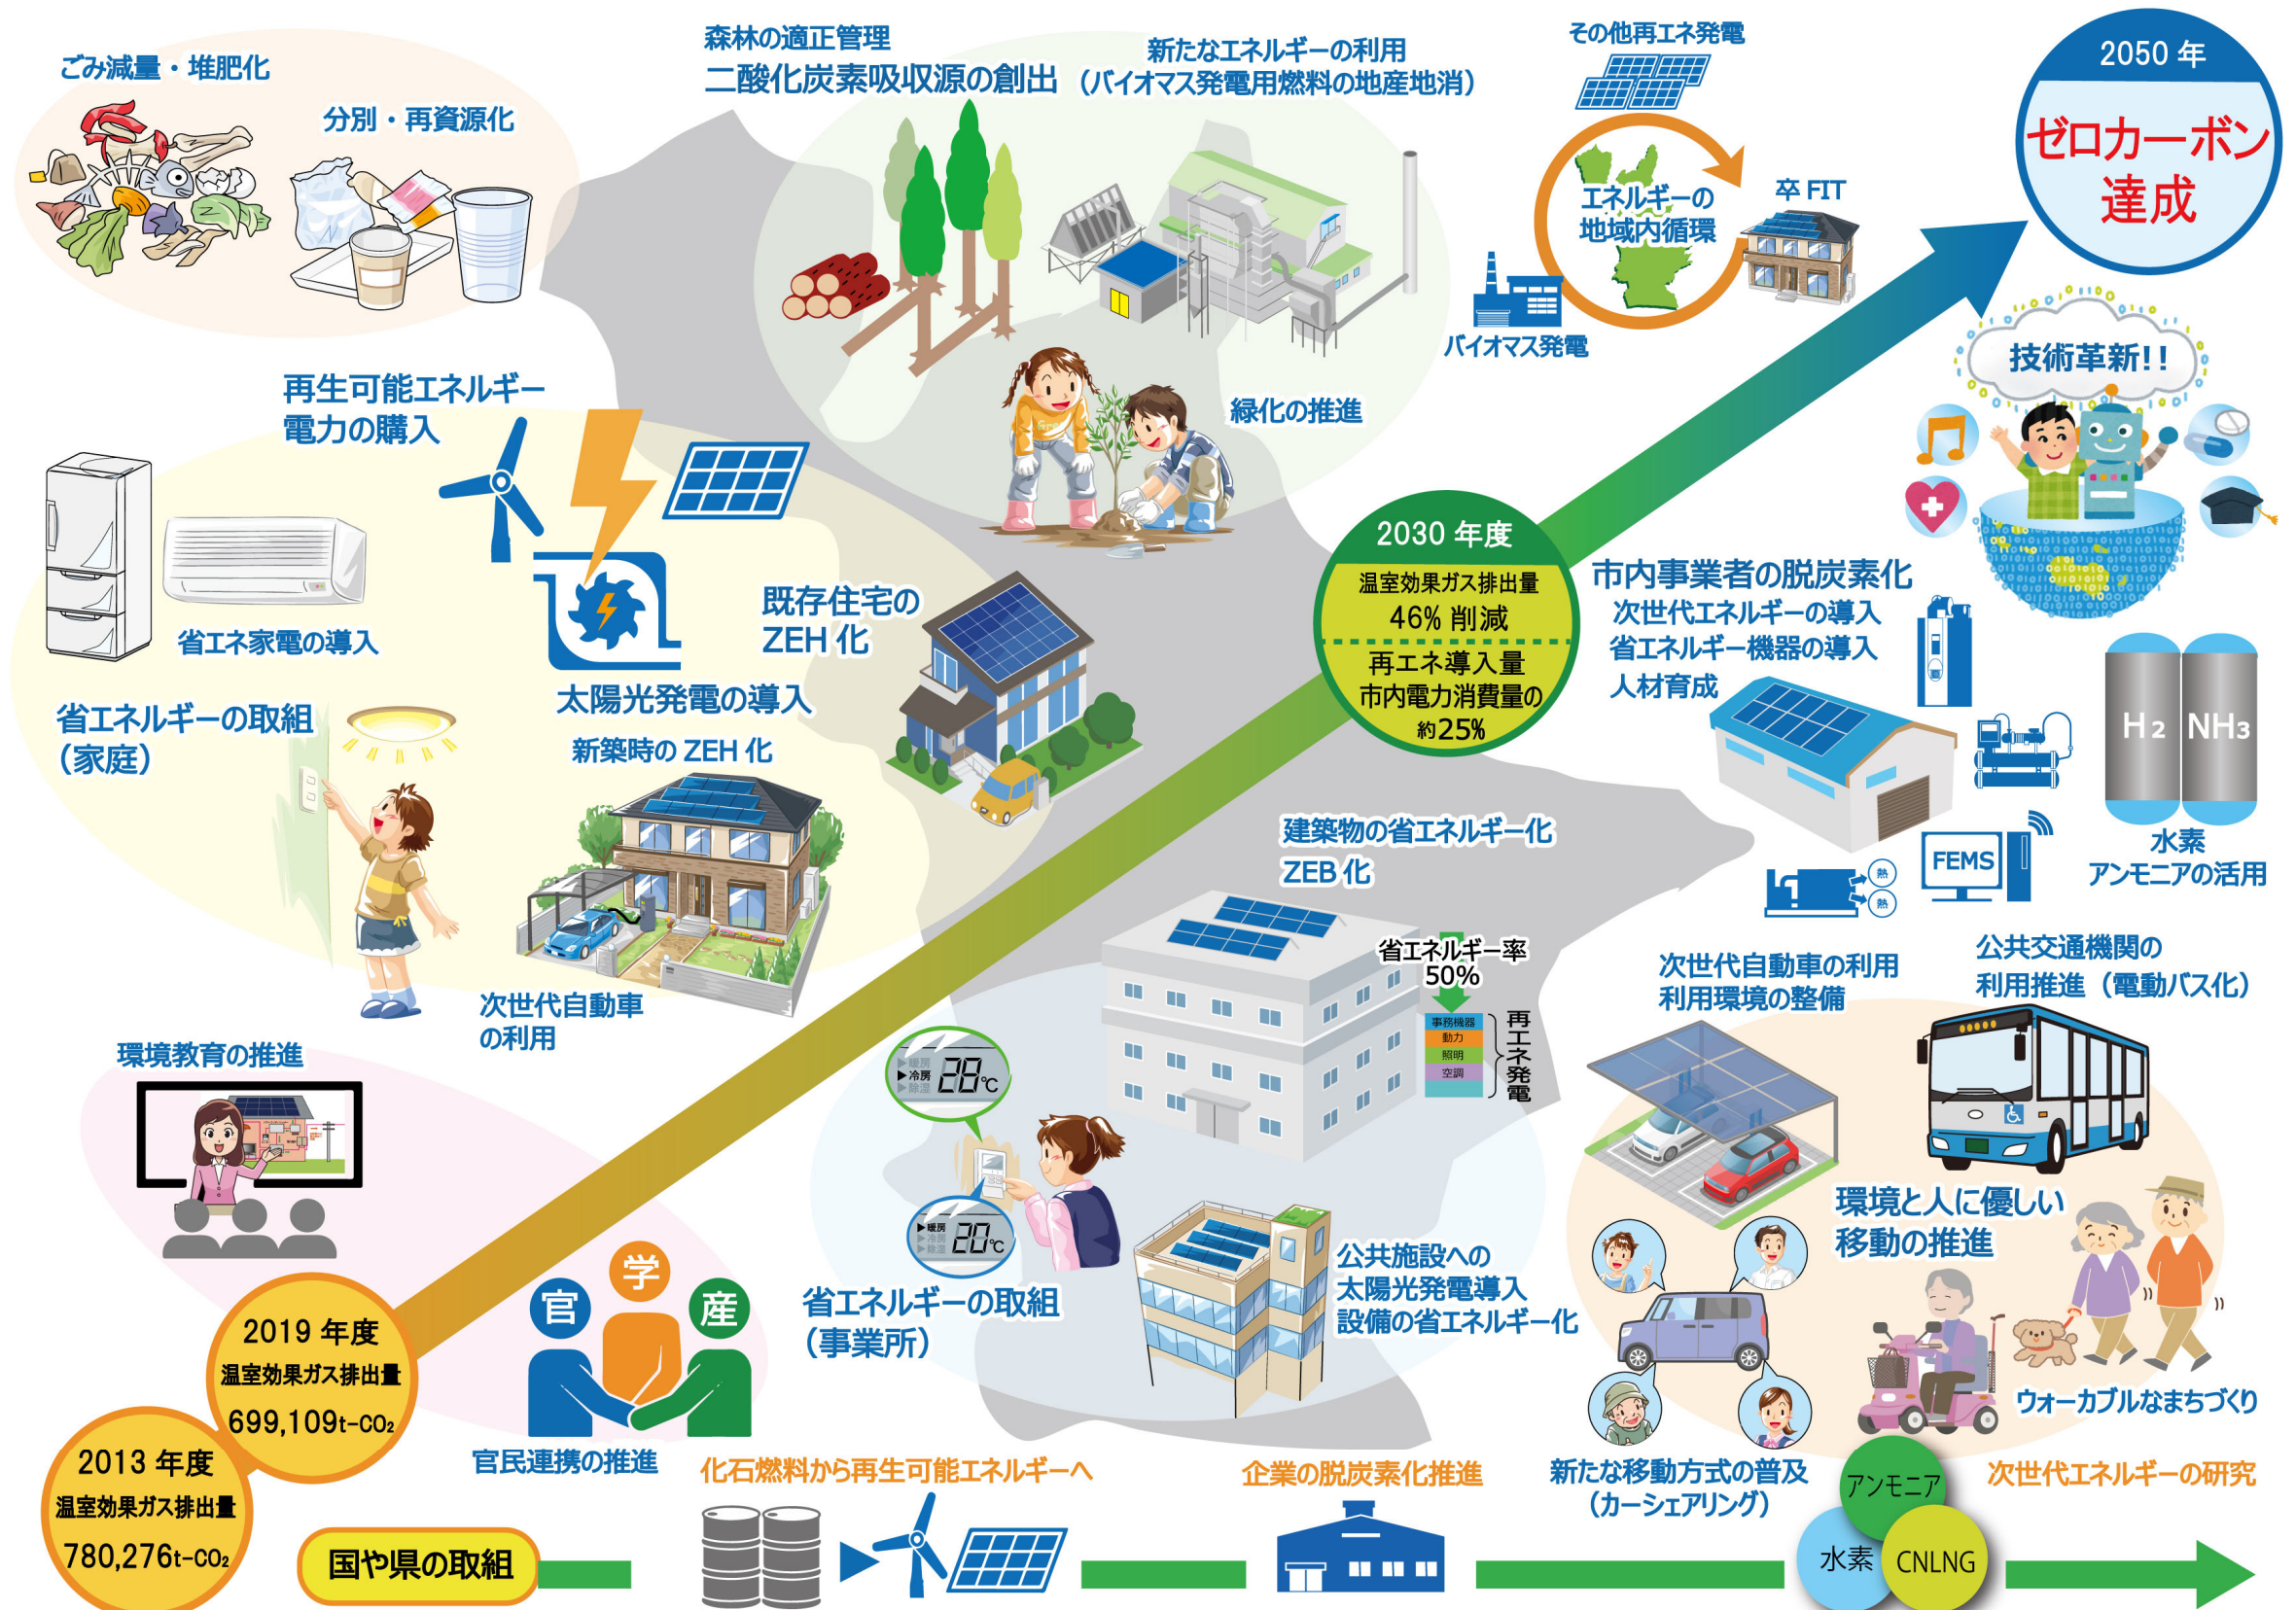 ごみ減量・堆肥化
分別・再資源化
森林の適正管理
二酸化炭素吸収源の創出
新たなエネルギーの利用
（バイオマス発電用燃料の地産地消）
その他再エネ発電
エネルギーの
地域内循環
卒 FIT
バイオマス発電
2050 年
ゼロカーボン
達成
技術革新!!
緑化の推進
再生可能エネルギー
電力の購入
省エネ家電の導入
太陽光発電の導入
既存住宅の
ZEH 化
省エネルギーの取組
（家庭）
新築時の ZEH 化
次世代自動車
の利用
2030 年度
温室効果ガス排出量
46% 削減
再エネ導入量
市内電力消費量の
約25%
市内事業者の脱炭素化
次世代エネルギーの導入
省エネルギー機器の導入
人材育成
H2
NH3
水素
アンモニアの活用
FEMS
熱
熱
建築物の省エネルギー化
ZEB 化
省エネルギー率
50%
事務機器
動力
照明
空調
再エネ発電
次世代自動車の利用
利用環境の整備
公共交通機関の
利用推進（電動バス化）
環境と人に優しい
移動の推進
ウォーカブルなまちづくり
新たな移動方式の普及
（カーシェアリング）
環境教育の推進
官
学
産
官民連携の推進
▶暖房
▶冷房
▶除湿
28℃
▶暖房
▶冷房
▶除湿
20℃
省エネルギーの取組
（事業所）
公共施設への
太陽光発電導入
設備の省エネルギー化
2019 年度
温室効果ガス排出量
699,109t-CO₂
2013 年度
温室効果ガス排出量
780,276t-CO₂
国や県の取組
化石燃料から再生可能エネルギーへ
企業の脱炭素化推進
次世代エネルギーの研究
アンモニア
水素
CNLNG